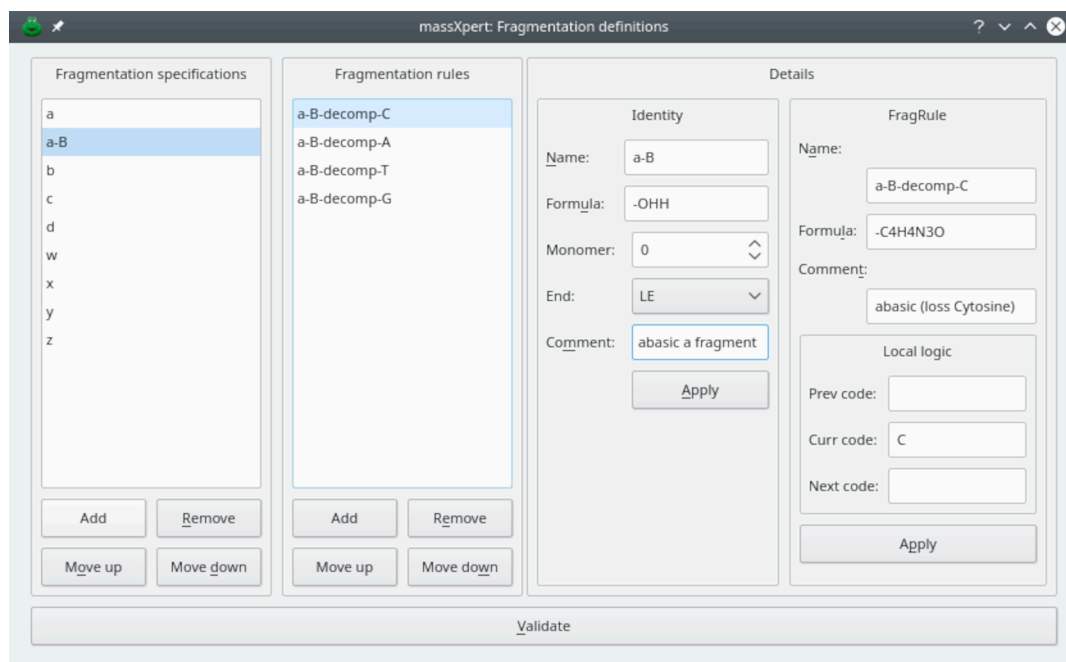 massXpert: Fragmentation definitions
?
Fragmentation specifications
a
a-B
b
c
d
w
x
y
z
Add
Remove
Move up
Move down
Fragmentation rules
a-B-decomp-C
a-B-decomp-A
a-B-decomp-T
a-B-decomp-G
Add
Remove
Move up
Move down
Details
Identity
Name: a-B
Formula: -OHH
Monomer: 0
End: LE
Comment: abasic a fragment
Apply
FragRule
Name:
a-B-decomp-C
Formula: -C4H4N3O
Comment:
abasic (loss Cytosine)
Local logic
Prev code:
Curr code: C
Next code:
Apply
Validate